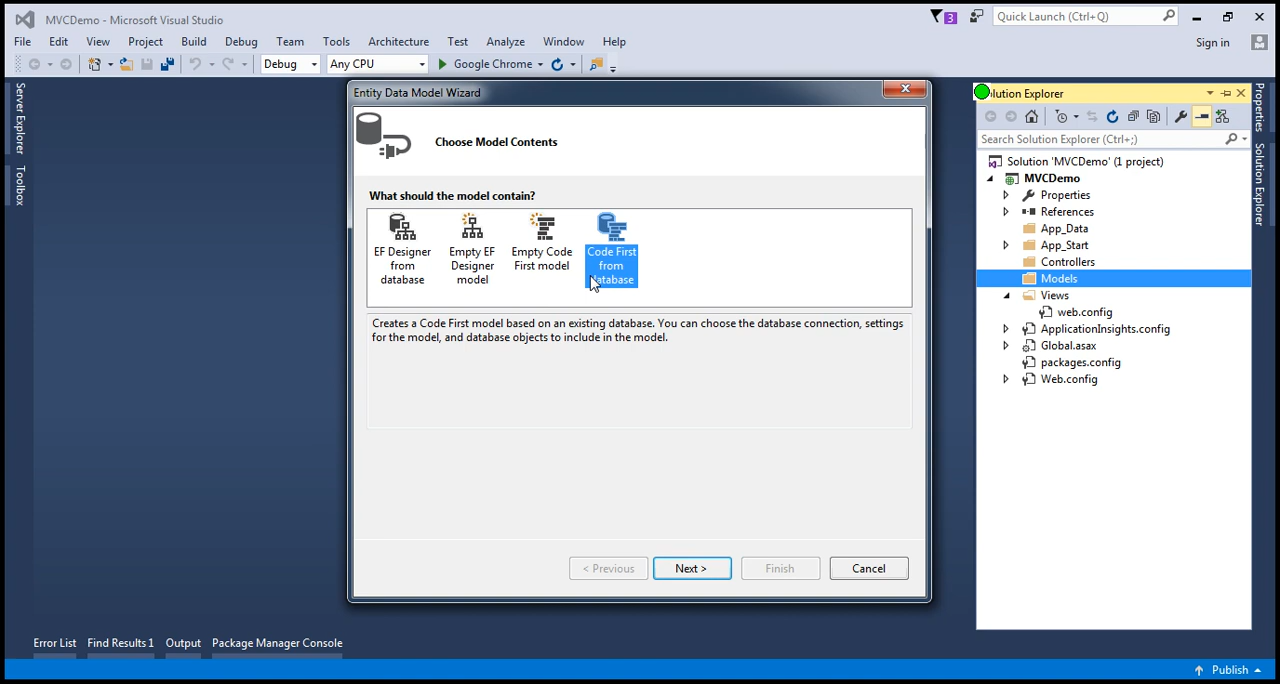 MVCDemo - Microsoft Visual Studio
3
Quick Launch (Ctrl+Q)
File Edit View Project Build Debug Team Tools Architecture Test Analyze Window Help
Sign in
Debug Any CPU Google Chrome
Server Explorer
Toolbox
Entity Data Model Wizard
Choose Model Contents
What should the model contain?
EF Designer from database
Empty EF Designer model
Empty Code First model
Code First from database
Creates a Code First model based on an existing database. You can choose the database connection, settings
for the model, and database objects to include in the model.
< Previous Next > Finish Cancel
lution Explorer
Search Solution Explorer (Ctrl+;)
Solution 'MVCDemo' (1 project)
MVCDemo
Properties
References
App_Data
App_Start
Controllers
Models
Views
web.config
ApplicationInsights.config
Global.asax
packages.config
Web.config
Properties
Solution Explorer
Error List Find Results 1 Output Package Manager Console
Publish